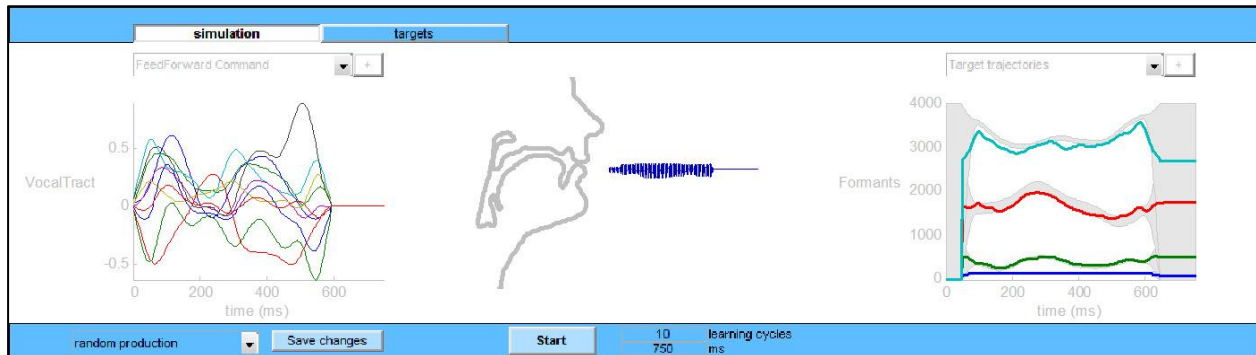 simulation
targets
FeedForward Command
+
Target trajectories
+
VocalTract
0.5
0
-0.5
0
200
400
600
time (ms)
Formants
4000
3000
2000
1000
0
0
200
400
600
time (ms)
random production
Save changes
Start
10
learning cycles
750
ms